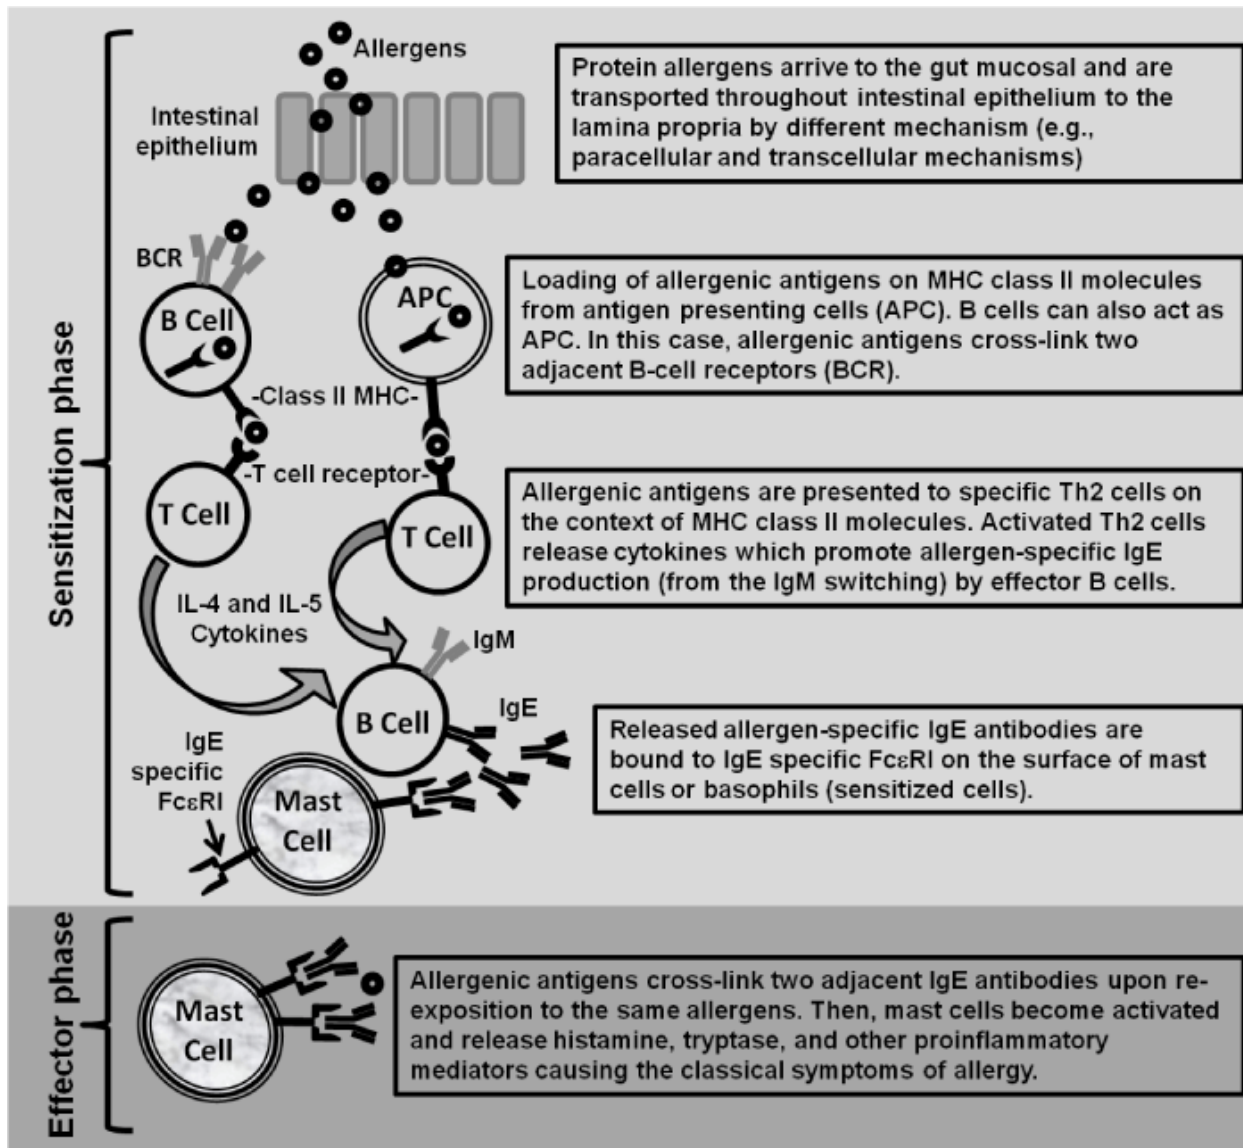 Allergens
Intestinal
epithelium
Protein allergens arrive to the gut mucosal and are
transported throughout intestinal epithelium to the
lamina propria by different mechanism (e.g.,
paracellular and transcellular mechanisms)
Sensitization phase
BCR
B Cell
APC
-Class II MHC-
Loading of allergenic antigens on MHC class II molecules
from antigen presenting cells (APC). B cells can also act as
APC. In this case, allergenic antigens cross-link two
adjacent B-cell receptors (BCR).
-T cell receptor-
T Cell
T Cell
Allergenic antigens are presented to specific Th2 cells on
the context of MHC class II molecules. Activated Th2 cells
release cytokines which promote allergen-specific IgE
production (from the IgM switching) by effector B cells.
IL-4 and IL-5
Cytokines
IgM
B Cell
IgE
IgE
specific
FcεRI
Mast
Cell
Released allergen-specific IgE antibodies are
bound to IgE specific FcεRI on the surface of mast
cells or basophils (sensitized cells).
Effector phase
Mast
Cell
Allergenic antigens cross-link two adjacent IgE antibodies upon re-
exposition to the same allergens. Then, mast cells become activated
and release histamine, tryptase, and other proinflammatory
mediators causing the classical symptoms of allergy.